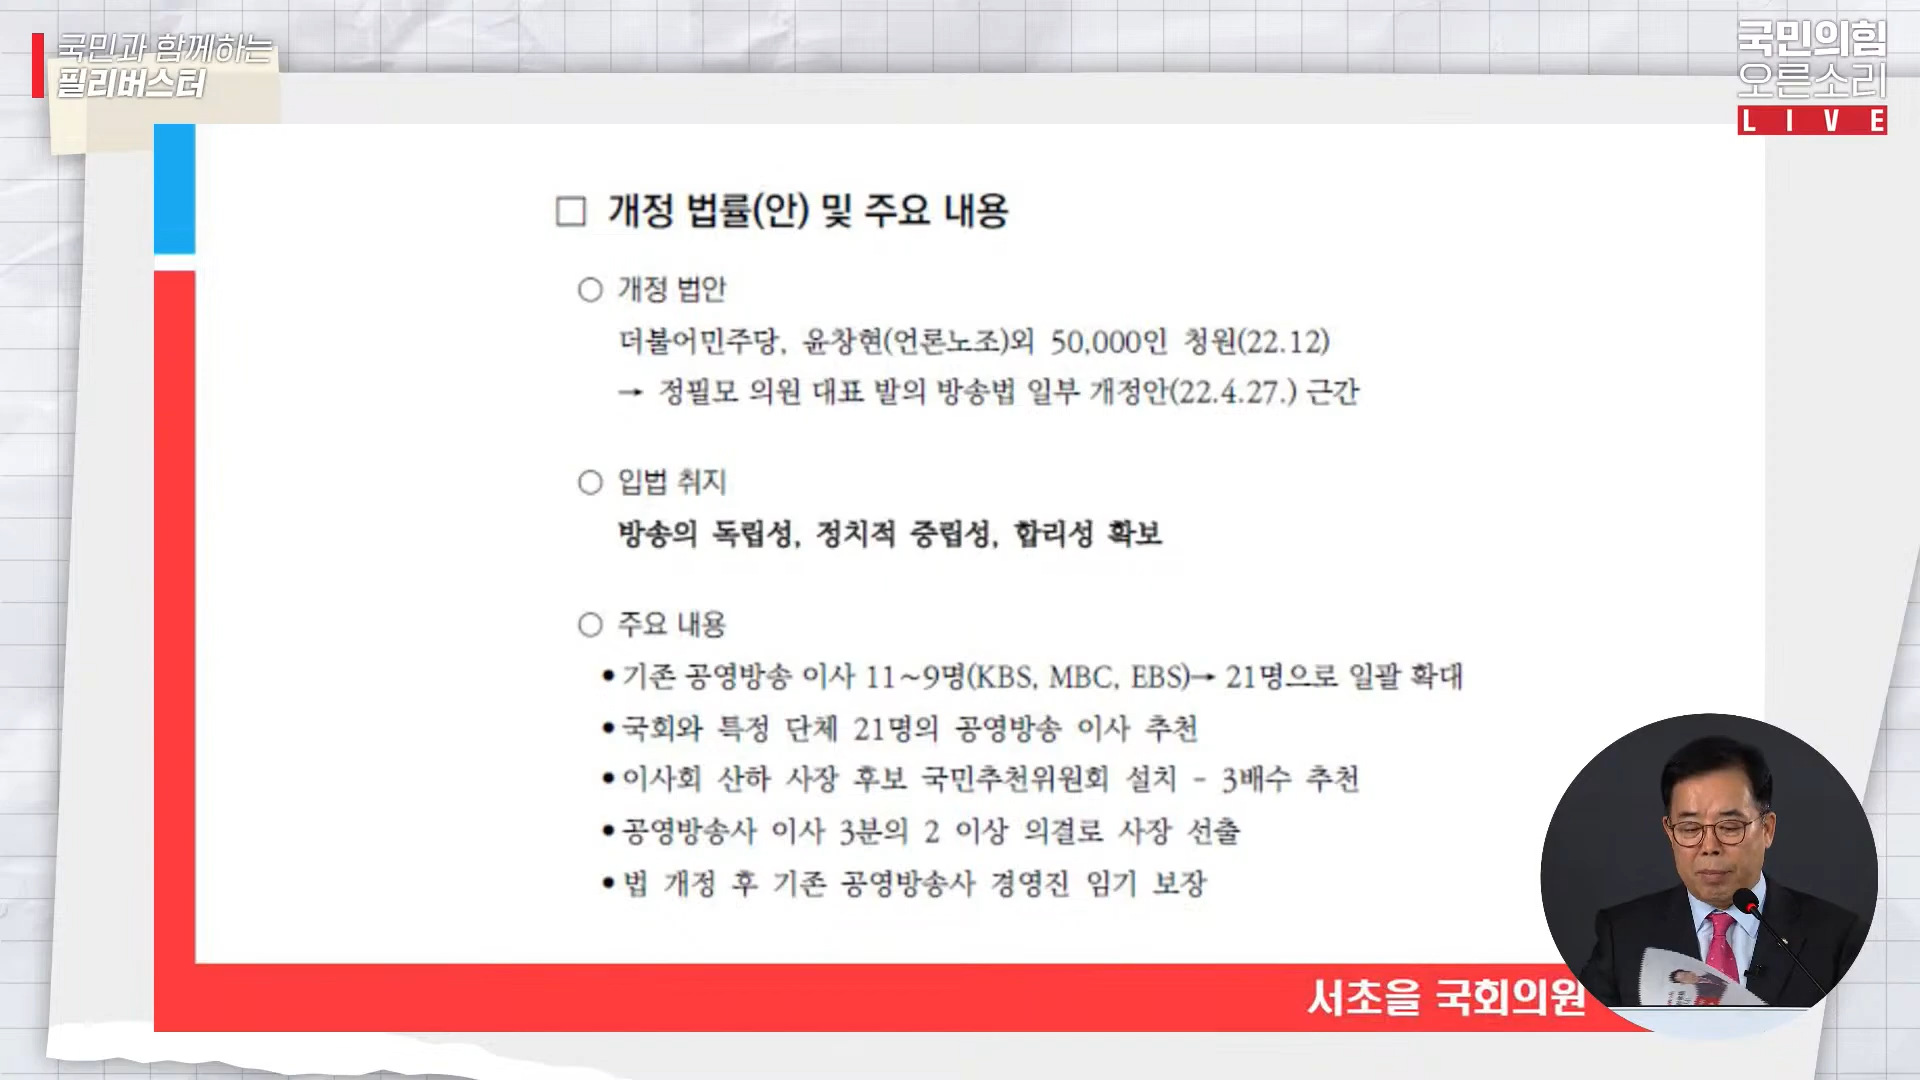 국민과 함께하는
필리버스터
국민의힘
오른소리
LIVE
□ 개정 법률(안) 및 주요 내용
○ 개정 법안
더불어민주당, 윤창현(언론노조)외 50,000인 청원(22.12)
→ 정필모 의원 대표 발의 방송법 일부 개정안(22.4.27.) 근간
○ 입법 취지
방송의 독립성, 정치적 중립성, 합리성 확보
○ 주요 내용
• 기존 공영방송 이사 11~9명(KBS, MBC, EBS)→ 21명으로 일괄 확대
• 국회와 특정 단체 21명의 공영방송 이사 추천
• 이사회 산하 사장 후보 국민추천위원회 설치 - 3배수 추천
• 공영방송사 이사 3분의 2 이상 의결로 사장 선출
• 법 개정 후 기존 공영방송사 경영진 임기 보장
서초을 국회의원